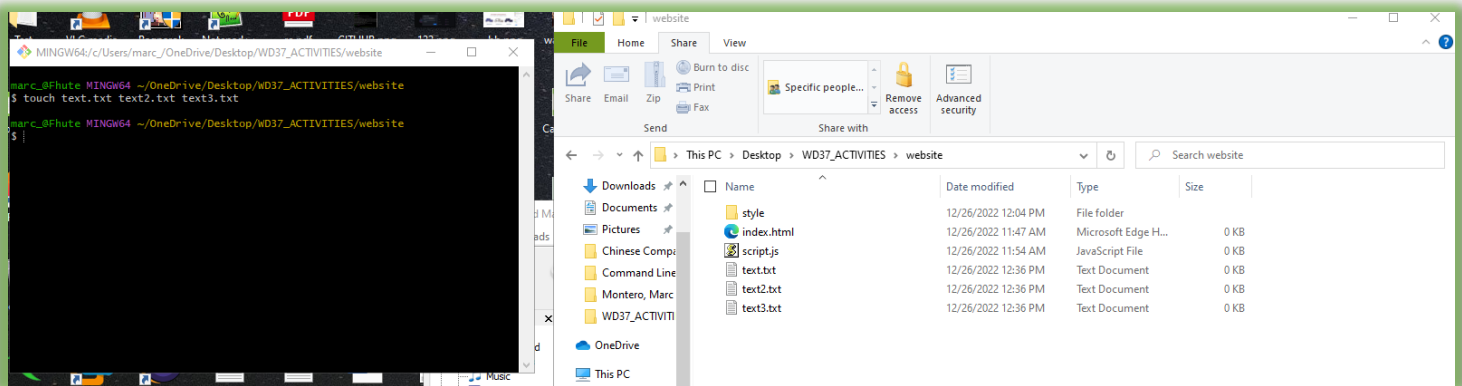 MINGW64:/c/Users/marc_/OneDrive/Desktop/WD37_ACTIVITIES/website
marc_@Fhute MINGW64 ~/OneDrive/Desktop/WD37_ACTIVITIES/website
$ touch text.txt text2.txt text3.txt
marc_@Fhute MINGW64 ~/OneDrive/Desktop/WD37_ACTIVITIES/website
$
Music
website
File Home Share View
Share Email Zip
Burn to disc
Print
Fax
Send
Specific people...
Remove access
Advanced security
Share with
This PC > Desktop > WD37_ACTIVITIES > website
Search website
Downloads
Documents
Pictures
Chinese Compa
Command Line
Montero, Marc
WD37_ACTIVITI
OneDrive
This PC
Name Date modified Type Size
style 12/26/2022 12:04 PM File folder
index.html 12/26/2022 11:47 AM Microsoft Edge H... 0 KB
script.js 12/26/2022 11:54 AM JavaScript File 0 KB
text.txt 12/26/2022 12:36 PM Text Document 0 KB
text2.txt 12/26/2022 12:36 PM Text Document 0 KB
text3.txt 12/26/2022 12:36 PM Text Document 0 KB